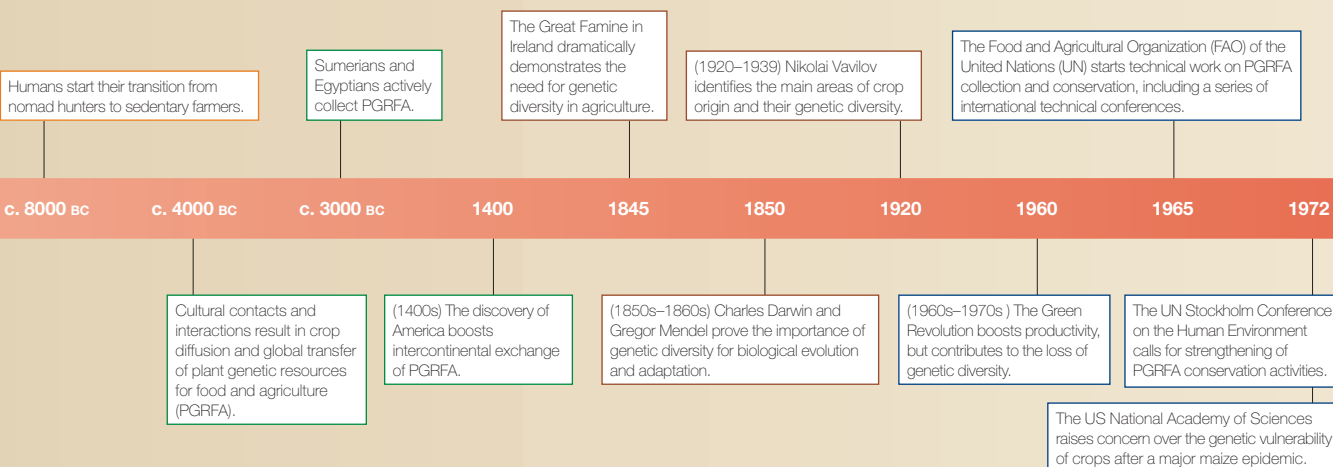 Humans start their transition from
nomad hunters to sedentary farmers.
Sumerians and
Egyptians actively
collect PGRFA.
The Great Famine in
Ireland dramatically
demonstrates the
need for genetic
diversity in agriculture.
(1920–1939) Nikolai Vavilov
identifies the main areas of crop
origin and their genetic diversity.
The Food and Agricultural Organization (FAO) of the
United Nations (UN) starts technical work on PGRFA
collection and conservation, including a series of
international technical conferences.
c. 8000 BC c. 4000 BC c. 3000 BC 1400 1845 1850 1920 1960 1965 1972
Cultural contacts and
interactions result in crop
diffusion and global transfer
of plant genetic resources
for food and agriculture
(PGRFA).
(1400s) The discovery of
America boosts
intercontinental exchange
of PGRFA.
(1850s–1860s) Charles Darwin and
Gregor Mendel prove the importance of
genetic diversity for biological evolution
and adaptation.
(1960s–1970s ) The Green
Revolution boosts productivity,
but contributes to the loss of
genetic diversity.
The UN Stockholm Conference
on the Human Environment
calls for strengthening of
PGRFA conservation activities.
The US National Academy of Sciences
raises concern over the genetic vulnerability
of crops after a major maize epidemic.